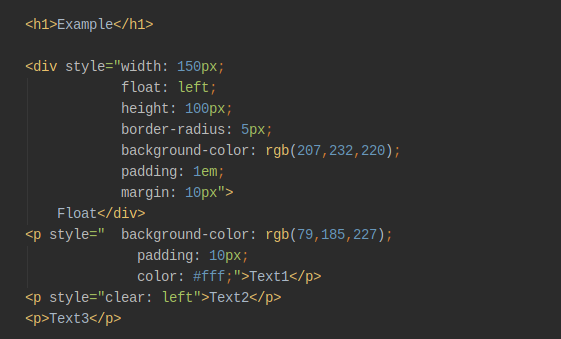 <h1>Example</h1>
<div style="width: 150px;
float: left;
height: 100px;
border-radius: 5px;
background-color: rgb(207,232,220);
padding: 1em;
margin: 10px">
Float</div>
<p style="  background-color: rgb(79,185,227);
padding: 10px;
color: #fff;">Text1</p>
<p style="clear: left">Text2</p>
<p>Text3</p>